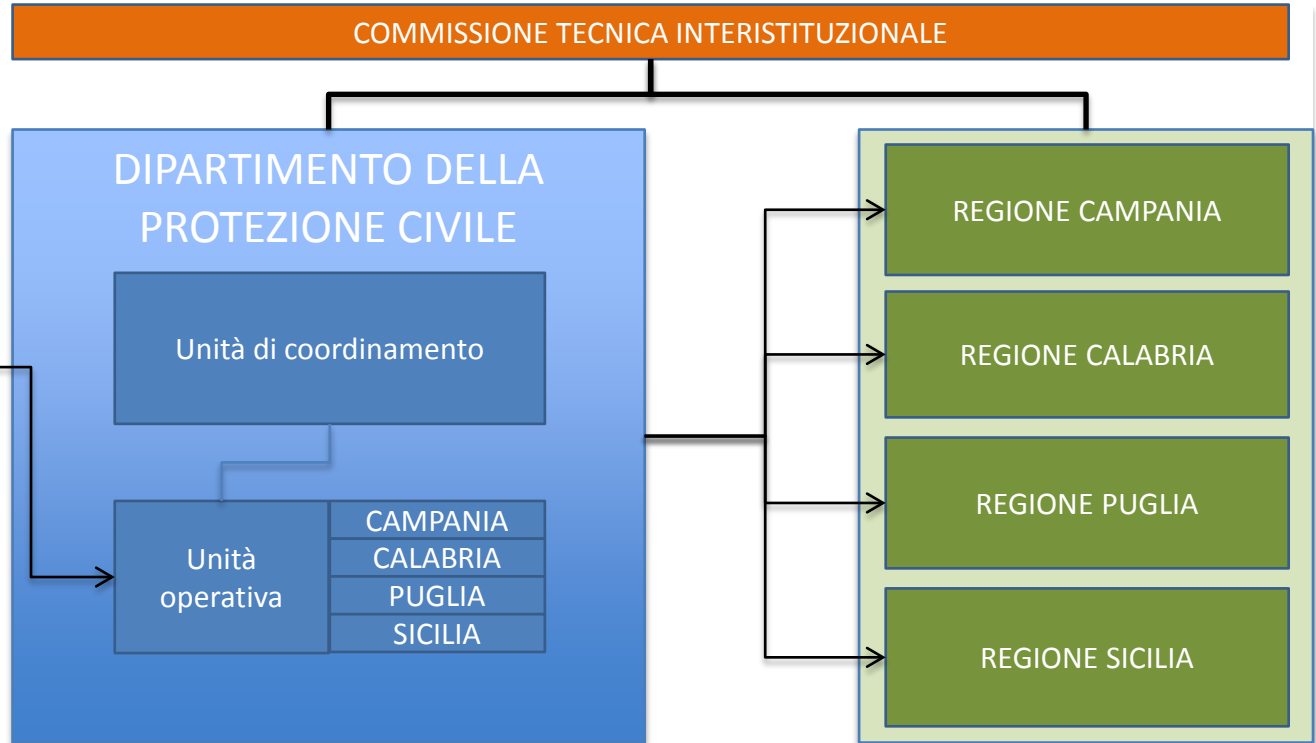 COMMISSIONE TECNICA INTERISTITUZIONALE
DIPARTIMENTO DELLA
PROTEZIONE CIVILE
Unità di coordinamento
Unità
operativa
CAMPANIA
CALABRIA
PUGLIA
SICILIA
REGIONE CAMPANIA
REGIONE CALABRIA
REGIONE PUGLIA
REGIONE SICILIA